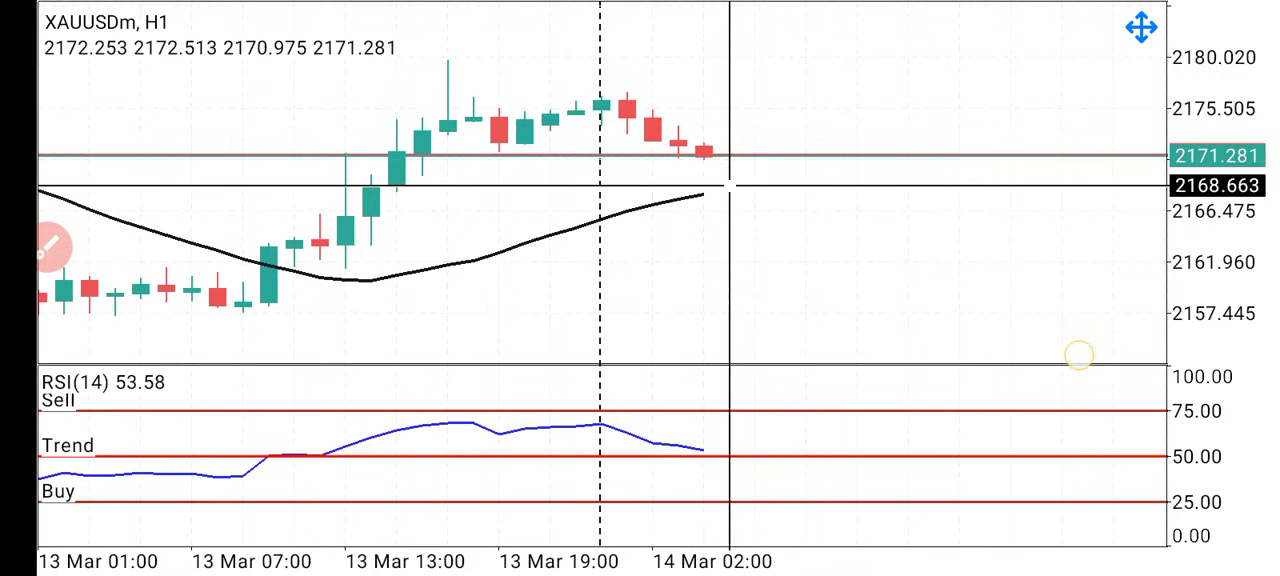 XAUUSDm, H1
2172.253 2172.513 2170.975 2171.281
2180.020
2175.505
2171.281
2168.663
2166.475
2161.960
2157.445
RSI(14) 53.58
100.00
Sell
75.00
Trend
50.00
Buy
25.00
0.00
13 Mar 01:00
13 Mar 07:00
13 Mar 13:00
13 Mar 19:00
14 Mar 02:00